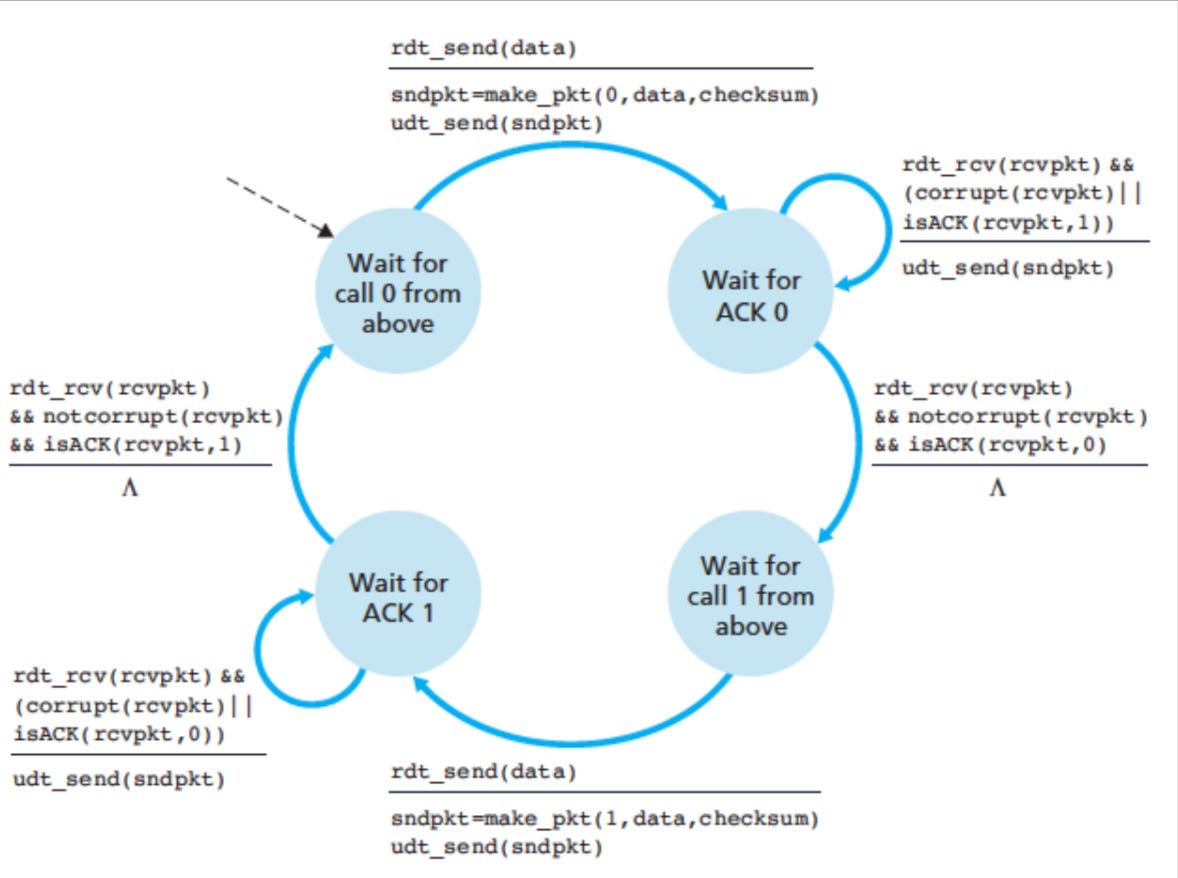 rdt_send(data)
sndpkt=make_pkt(0,data,checksum)
udt_send(sndpkt)
rdt_rcv(rcvpkt) &&
(corrupt(rcvpkt)||
isACK(rcvpkt,1))
udt_send(sndpkt)
Wait for
call 0 from
above
Wait for
ACK 0
rdt_rcv(rcvpkt)
&& notcorrupt(rcvpkt)
&& isACK(rcvpkt,1)
Λ
rdt_rcv(rcvpkt)
&& notcorrupt(rcvpkt)
&& isACK(rcvpkt,0)
Λ
Wait for
ACK 1
Wait for
call 1 from
above
rdt_rcv(rcvpkt) &&
(corrupt(rcvpkt)||
isACK(rcvpkt,0))
udt_send(sndpkt)
rdt_send(data)
sndpkt=make_pkt(1,data,checksum)
udt_send(sndpkt)